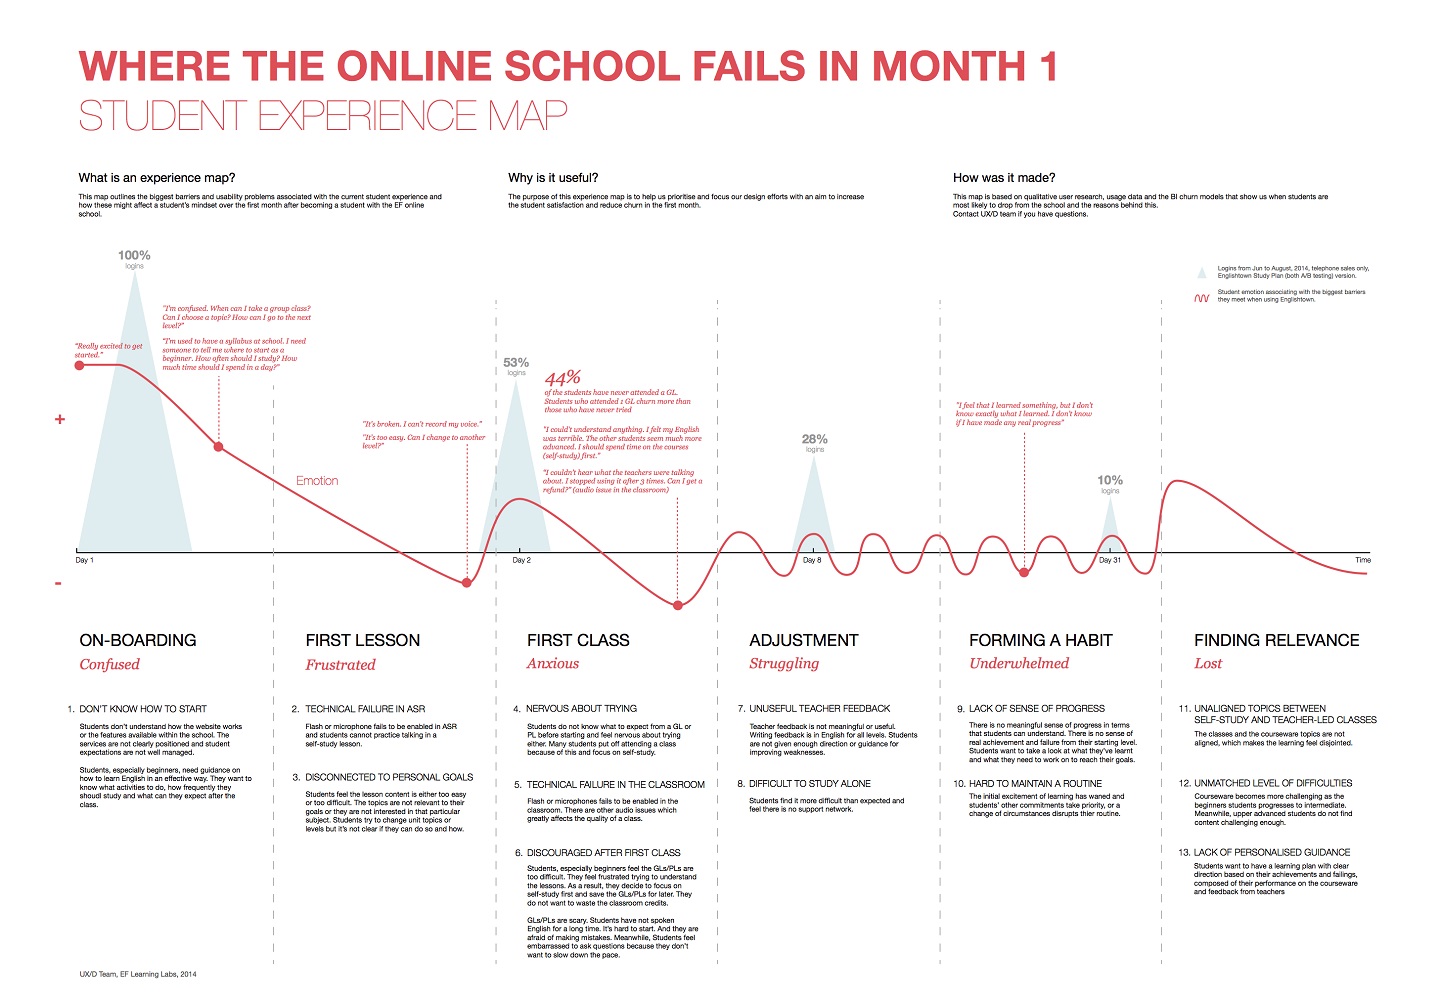 WHERE THE ONLINE SCHOOL FAILS IN MONTH 1
STUDENT EXPERIENCE MAP
What is an experience map?
This map outlines the biggest barriers and usability problems associated with the current student experience and
how these might affect a student's mindset over the first month after becoming a student with the EF online
school.
Why is it useful?
The purpose of this experience map is to help us prioritise and focus our design efforts with an aim to increase
the student satisfaction and reduce churn in the first month.
How was it made?
This map is based on qualitative user research, usage data and the BI churn models that show us when students are
most likely to drop from the school and the reasons behind this.
Contact UX/D team if you have questions.
Logins from Jun to August, 2014, telephone sales only,
Englishtown Study Plan (both A/B testing) version.
Student emotion associating with the biggest barriers
they meet when using Englishtown.
100%
logins
"Really excited to get
started."
"I'm confused. When can I take a group class?
Can I choose a topic? How can I go to the next
level?"
"I'm used to have a syllabus at school. I need
someone to tell me where to start as a
beginner. How often should I study? How
much time should I spend in a day?"
Emotion
"It's broken. I can't record my voice."
"It's too easy. Can I change to another
level?"
53%
logins
44%
of the students have never attended a GL.
Students who attended 1 GL churn more than
those who have never tried
"I couldn't understand anything. I felt my English
was terrible. The other students seem much more
advanced. I should spend time on the courses
(self-study) first."
"I couldn't hear what the teachers were talking
about. I stopped using it after 3 times. Can I get a
refund?" (audio issue in the classroom)
28%
logins
"I feel that I learned something, but I don't
know exactly what I learned. I don't know
if I have made any real progress"
10%
logins
+
-
Day 1
Day 2
Day 8
Day 31
Time
ON-BOARDING
Confused
1. DON'T KNOW HOW TO START
Students don't understand how the website works
or the features available within the school. The
services are not clearly positioned and student
expectations are not well managed.
Students, especially beginners, need guidance on
how to learn English in an effective way. They want to
know what activities to do, how frequently they
shoudl study and what can they expect after the
class.
FIRST LESSON
Frustrated
2. TECHNICAL FAILURE IN ASR
Flash or microphone fails to be enabled in ASR
and students cannot practice talking in a
self-study lesson.
3. DISCONNECTED TO PERSONAL GOALS
Students feel the lesson content is either too easy
or too difficult. The topics are not relevant to their
goals or they are not interested in that particular
subject. Students try to change unit topics or
levels but it's not clear if they can do so and how.
FIRST CLASS
Anxious
4. NERVOUS ABOUT TRYING
Students do not know what to expect from a GL or
PL before starting and feel nervous about trying
either. Many students put off attending a class
because of this and focus on self-study.
5. TECHNICAL FAILURE IN THE CLASSROOM
Flash or microphones fails to be enabled in the
classroom. There are other audio issues which
greatly affects the quality of a class.
6. DISCOURAGED AFTER FIRST CLASS
Students, especially beginners feel the GLs/PLs are
too difficult. They feel frustrated trying to understand
the lessons. As a result, they decide to focus on
self-study first and save the GLs/PLs for later. They
do not want to waste the classroom credits.
GLs/PLs are scary. Students have not spoken
English for a long time. It's hard to start. And they are
afraid of making mistakes. Meanwhile, Students feel
embarrassed to ask questions because they don't
want to slow down the pace.
ADJUSTMENT
Struggling
7. UNUSEFUL TEACHER FEEDBACK
Teacher feedback is not meaningful or useful.
Writing feedback is in English for all levels. Students
are not given enough direction or guidance for
improving weaknesses.
8. DIFFICULT TO STUDY ALONE
Students find it more difficult than expected and
feel there is no support network.
FORMING A HABIT
Underwhelmed
9. LACK OF SENSE OF PROGRESS
There is no meaningful sense of progress in terms
that students can understand. There is no sense of
real achievement and failure from their starting level.
Students want to take a look at what they've learnt
and what they need to work on to reach their goals.
10. HARD TO MAINTAIN A ROUTINE
The initial excitement of learning has waned and
students' other commitments take priority, or a
change of circumstances disrupts thier routine.
FINDING RELEVANCE
Lost
11. UNALIGNED TOPICS BETWEEN
SELF-STUDY AND TEACHER-LED CLASSES
The classes and the courseware topics are not
aligned, which makes the learning feel disjointed.
12. UNMATCHED LEVEL OF DIFFICULTIES
Courseware becomes more challenging as the
beginners students progresses to intermediate.
Meanwhile, upper advanced students do not find
content challenging enough.
13. LACK OF PERSONALISED GUIDANCE
Students want to have a learning plan with clear
direction based on their achievements and failings,
composed of their performance on the courseware
and feedback from teachers
UX/D Team, EF Learning Labs, 2014